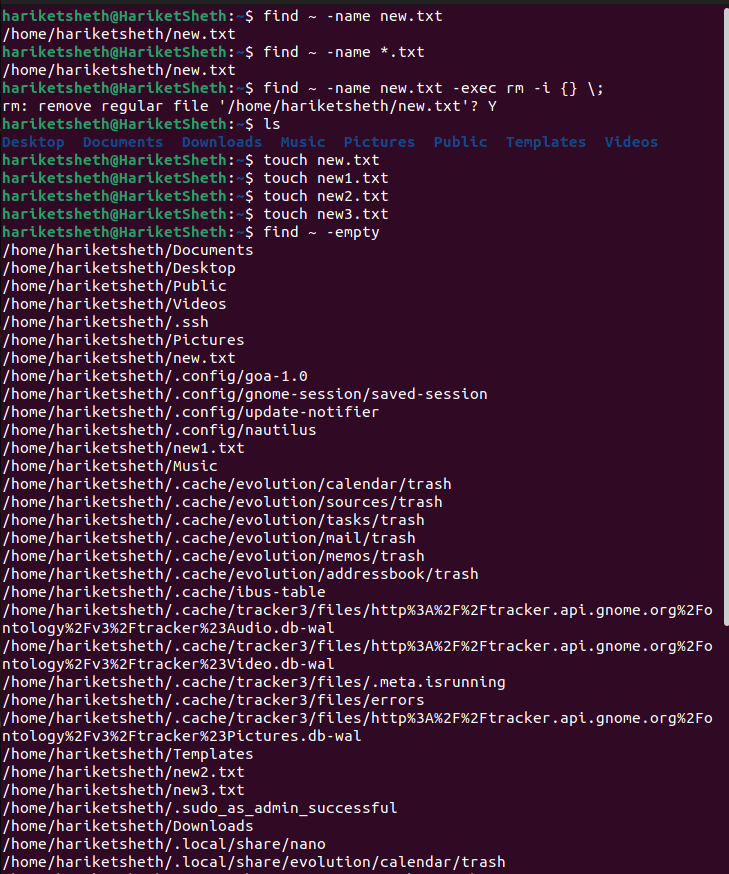 hariketsheth@HariketSheth:~$ find ~ -name new.txt
/home/hariketsheth/new.txt
hariketsheth@HariketSheth:~$ find ~ -name *.txt
/home/hariketsheth/new.txt
hariketsheth@HariketSheth:~$ find ~ -name new.txt -exec rm -i {} \;
rm: remove regular file '/home/hariketsheth/new.txt'? Y
hariketsheth@HariketSheth:~$ ls
Desktop  Documents  Downloads  Music  Pictures  Public  Templates  Videos
hariketsheth@HariketSheth:~$ touch new.txt
hariketsheth@HariketSheth:~$ touch new1.txt
hariketsheth@HariketSheth:~$ touch new2.txt
hariketsheth@HariketSheth:~$ touch new3.txt
hariketsheth@HariketSheth:~$ find ~ -empty
/home/hariketsheth/Documents
/home/hariketsheth/Desktop
/home/hariketsheth/Public
/home/hariketsheth/Videos
/home/hariketsheth/.ssh
/home/hariketsheth/Pictures
/home/hariketsheth/new.txt
/home/hariketsheth/.config/goa-1.0
/home/hariketsheth/.config/gnome-session/saved-session
/home/hariketsheth/.config/update-notifier
/home/hariketsheth/.config/nautilus
/home/hariketsheth/new1.txt
/home/hariketsheth/Music
/home/hariketsheth/.cache/evolution/calendar/trash
/home/hariketsheth/.cache/evolution/sources/trash
/home/hariketsheth/.cache/evolution/tasks/trash
/home/hariketsheth/.cache/evolution/mail/trash
/home/hariketsheth/.cache/evolution/memos/trash
/home/hariketsheth/.cache/evolution/addressbook/trash
/home/hariketsheth/.cache/ibus-table
/home/hariketsheth/.cache/tracker3/files/http%3A%2F%2Ftracker.api.gnome.org%2Fo
ntology%2Fv3%2Ftracker%23Audio.db-wal
/home/hariketsheth/.cache/tracker3/files/http%3A%2F%2Ftracker.api.gnome.org%2Fo
ntology%2Fv3%2Ftracker%23Video.db-wal
/home/hariketsheth/.cache/tracker3/files/.meta.isrunning
/home/hariketsheth/.cache/tracker3/files/errors
/home/hariketsheth/.cache/tracker3/files/http%3A%2F%2Ftracker.api.gnome.org%2Fo
ntology%2Fv3%2Ftracker%23Pictures.db-wal
/home/hariketsheth/Templates
/home/hariketsheth/new2.txt
/home/hariketsheth/new3.txt
/home/hariketsheth/.sudo_as_admin_successful
/home/hariketsheth/Downloads
/home/hariketsheth/.local/share/nano
/home/hariketsheth/.local/share/evolution/calendar/trash